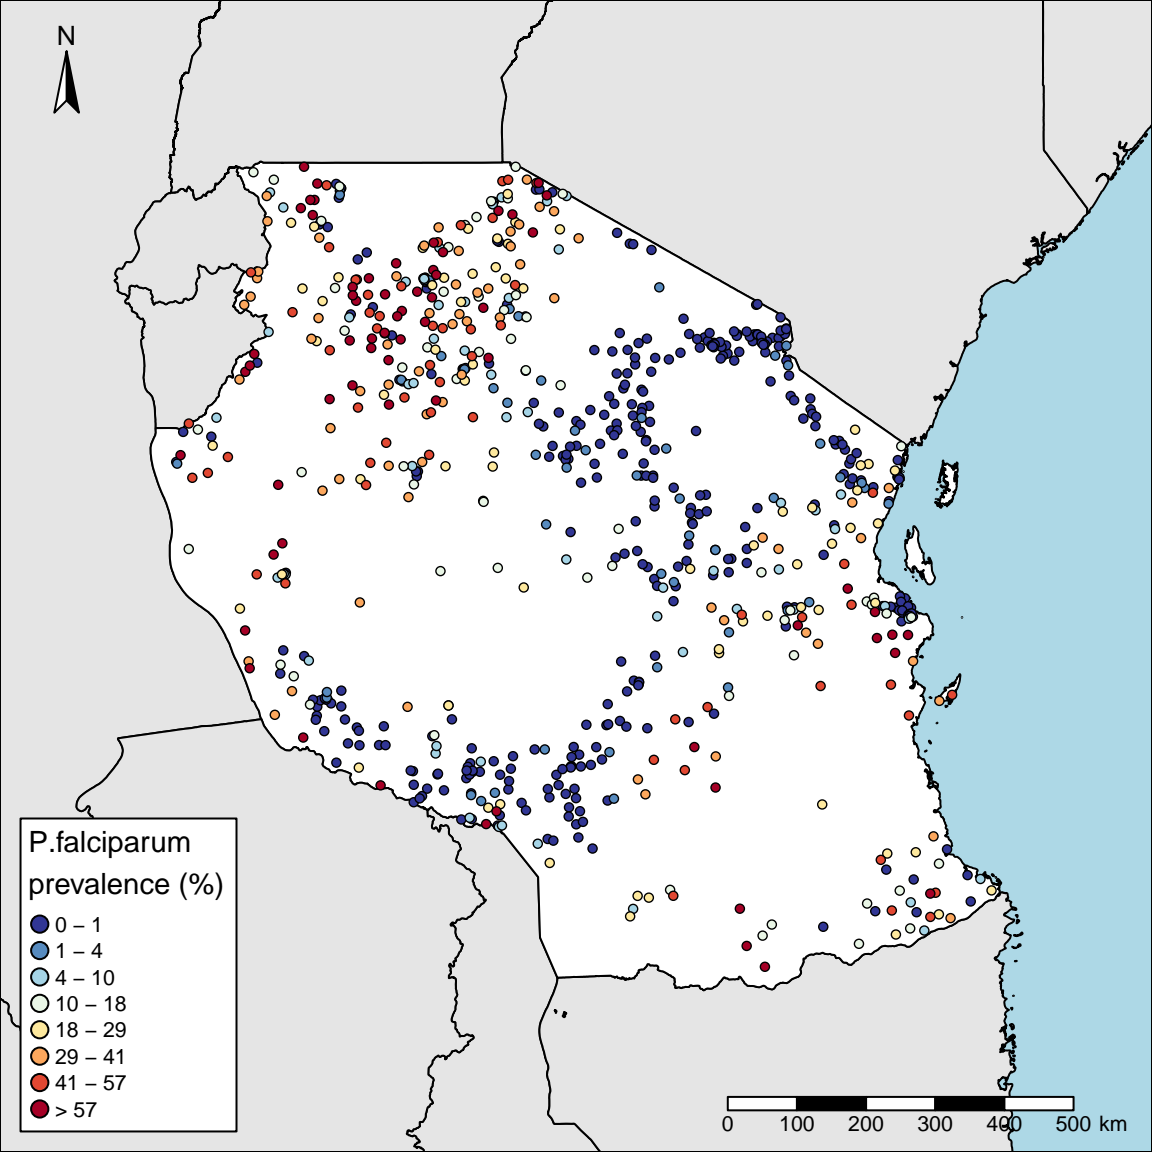 N
P.falciparum
prevalence (%)
0 – 1
1 – 4
4 – 10
10 – 18
18 – 29
29 – 41
41 – 57
> 57
0 100 200 300 400 500 km